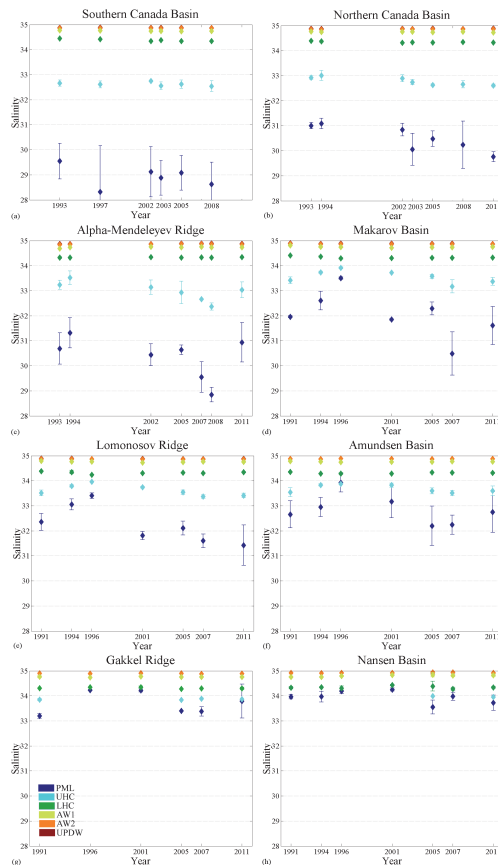 Southern Canada Basin
35
34
33
32
31
30
29
28
Salinity
1993 1997 2002 2003 2005 2008
Year
(a)
Northern Canada Basin
35
34
33
32
31
30
29
28
Salinity
1993 1994 2002 2003 2005 2008 2011
Year
(b)
Alpha-Mendeleyev Ridge
35
34
33
32
31
30
29
28
Salinity
1993 1994 2002 2005 2007 2008 2011
Year
(c)
Makarov Basin
35
34
33
32
31
30
29
28
Salinity
1991 1994 1996 2001 2005 2007 2011
Year
(d)
Lomonosov Ridge
35
34
33
32
31
30
29
28
Salinity
1991 1994 1996 2001 2005 2007 2011
Year
(e)
Amundsen Basin
35
34
33
32
31
30
29
28
Salinity
1991 1994 1996 2001 2005 2007 2011
Year
(f)
Gakkel Ridge
35
34
33
32
31
30
29
28
Salinity
PML
UHC
LHC
AW1
AW2
UPDW
1991 1996 2001 2005 2007 2011
Year
(g)
Nansen Basin
35
34
33
32
31
30
29
28
Salinity
1991 1994 1996 2001 2005 2007 2011
Year
(h)